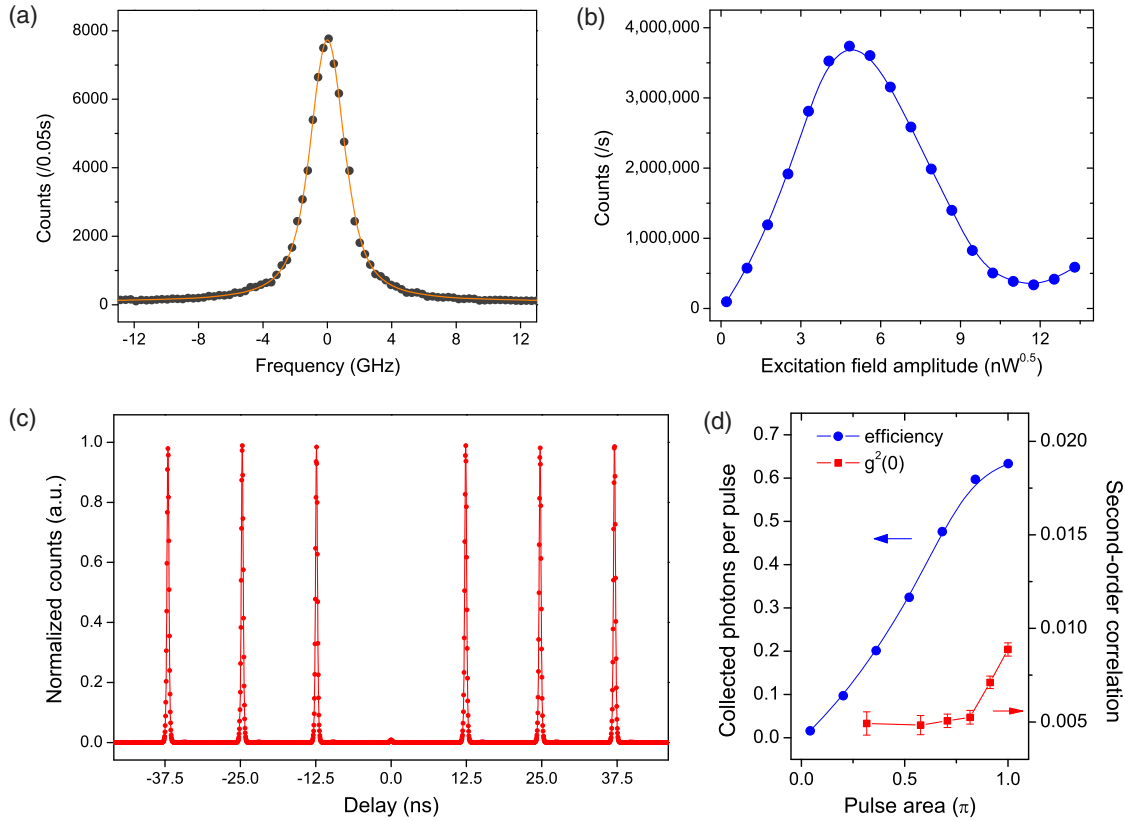 (a)
8000
6000
4000
2000
0
Counts (/0.05s)
-12 -8 -4 0 4 8 12
Frequency (GHz)
(b)
4,000,000
3,000,000
2,000,000
1,000,000
0
Counts (/s)
0 3 6 9 12
Excitation field amplitude (nW^0.5)
(c)
1.0
0.8
0.6
0.4
0.2
0.0
Normalized counts (a.u.)
-37.5 -25.0 -12.5 0.0 12.5 25.0 37.5
Delay (ns)
(d)
efficiency
g²(0)
0.7
0.6
0.5
0.4
0.3
0.2
0.1
0.0
Collected photons per pulse
0.020
0.015
0.010
0.005
Second-order correlation
0.0 0.5 1.0
Pulse area (π)